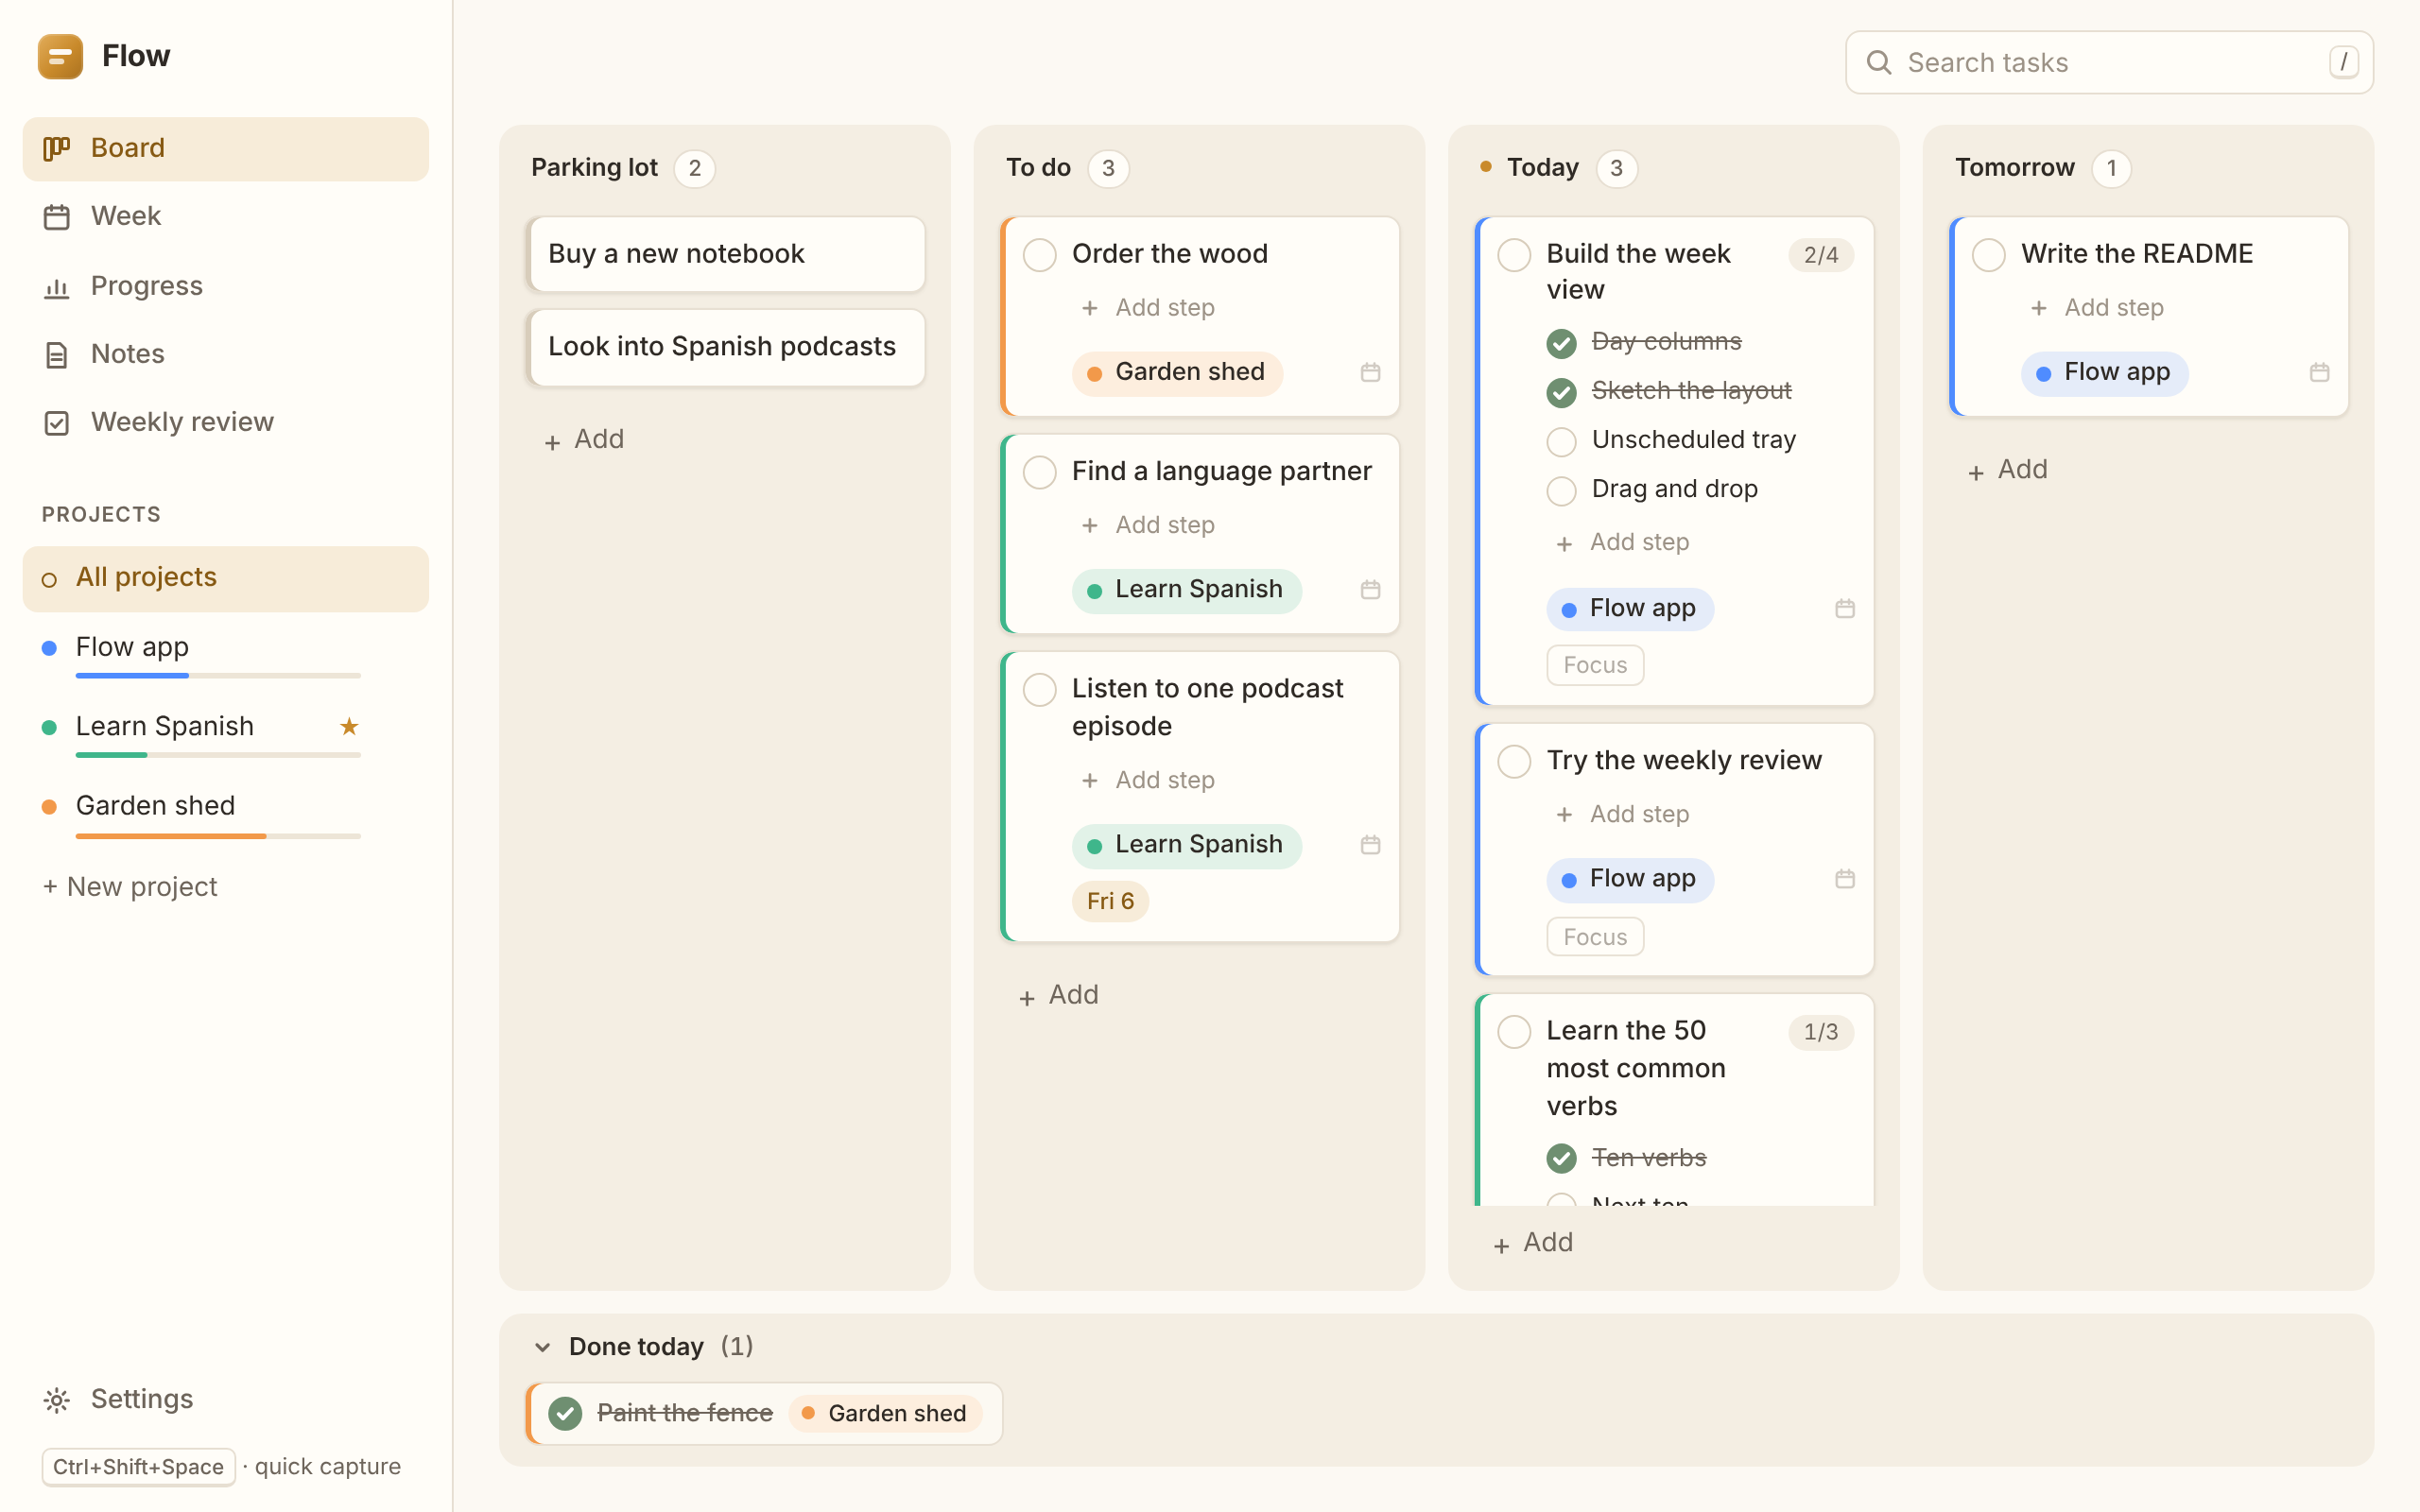 Flow
Board
Week
Progress
Notes
Weekly review
PROJECTS
All projects
Flow app
Learn Spanish ★
Garden shed
+ New project
Settings
Ctrl+Shift+Space · quick capture
Search tasks /
Parking lot 2
Buy a new notebook
Look into Spanish podcasts
+ Add
To do 3
Order the wood
+ Add step
Garden shed
Find a language partner
+ Add step
Learn Spanish
Listen to one podcast
episode
+ Add step
Learn Spanish
Fri 6
+ Add
Today 3
Build the week 2/4
view
Day columns
Sketch the layout
Unscheduled tray
Drag and drop
+ Add step
Flow app
Focus
Try the weekly review
+ Add step
Flow app
Focus
Learn the 50 1/3
most common
verbs
Ten verbs
Next ten
+ Add
Tomorrow 1
Write the README
+ Add step
Flow app
+ Add
Done today (1)
Paint the fence Garden shed